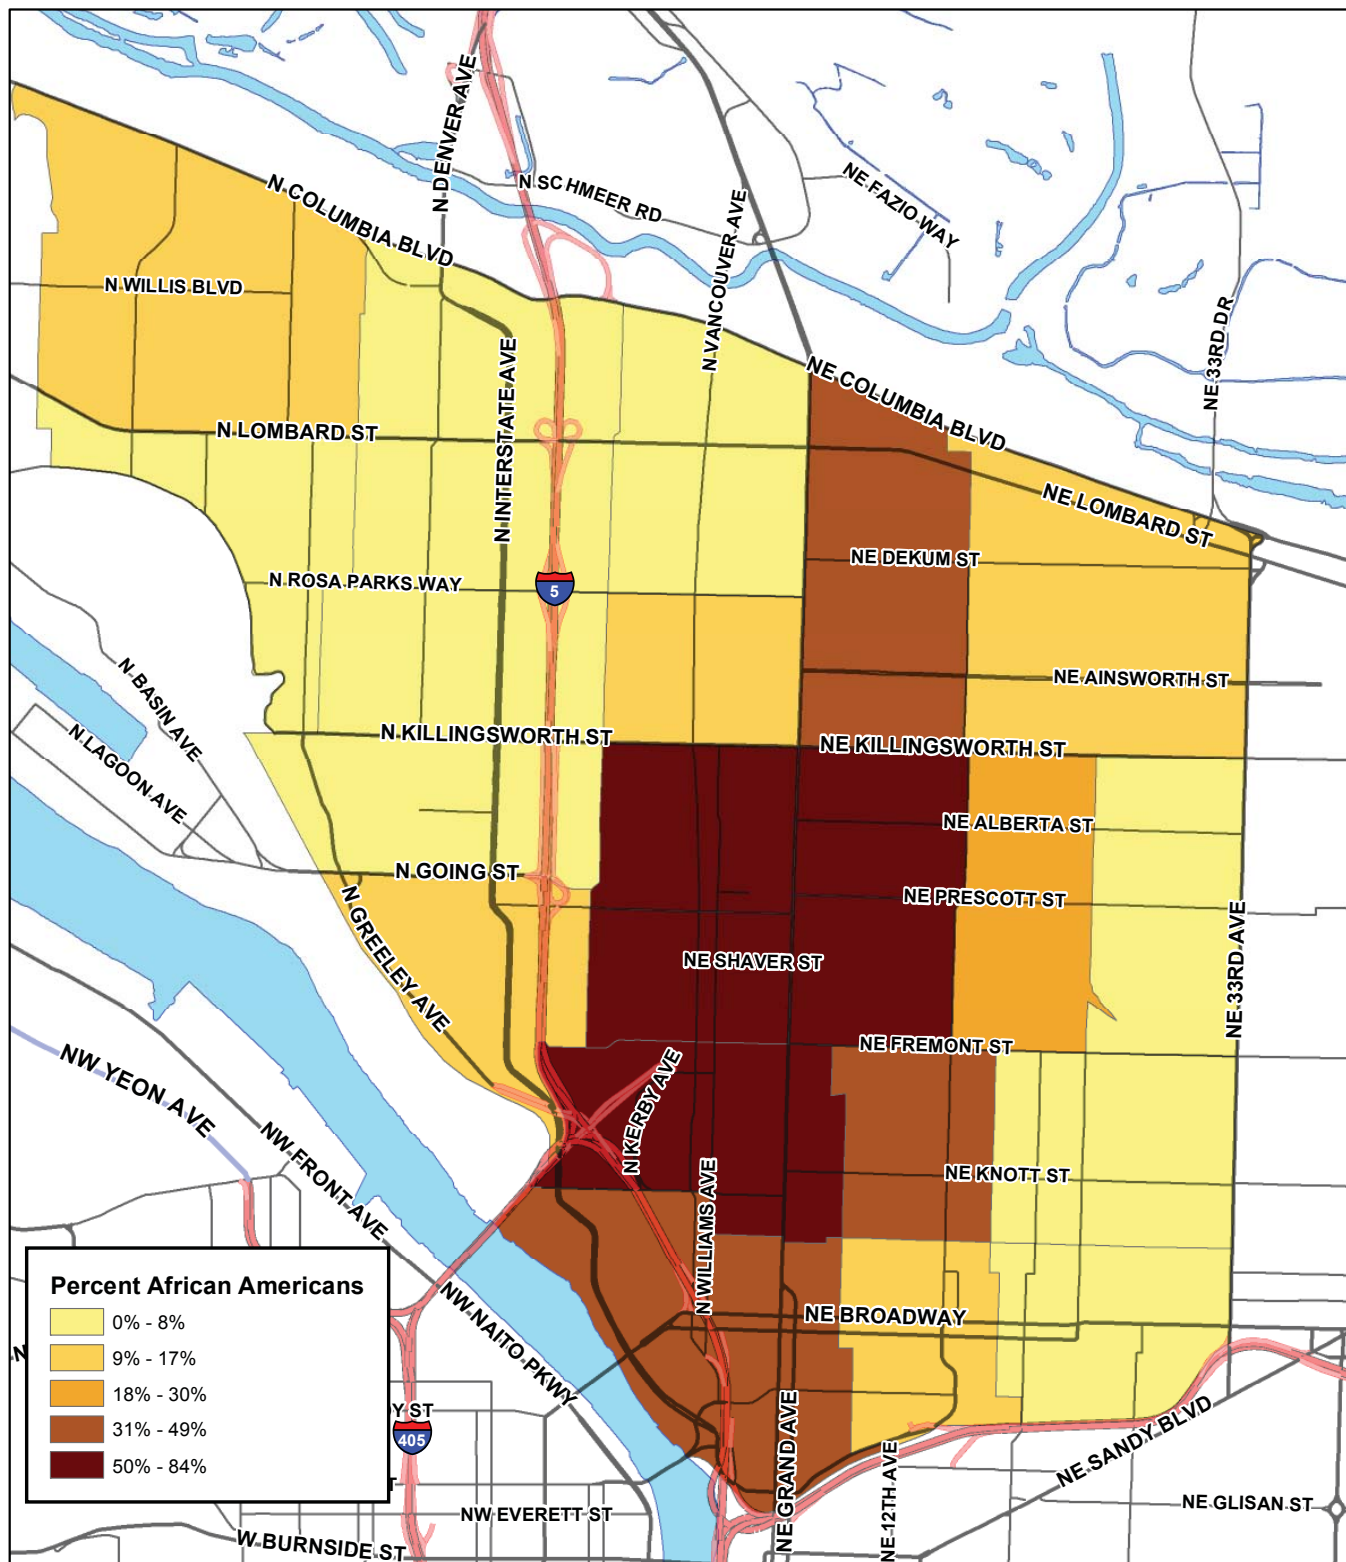 N DENVER AVE
N SCHMEER RD
NE FAZIO WAY
N COLUMBIA BLVD
N VANCOUVER AVE
N WILLIS BLVD
NE 33RD DR
N INTERSTATE AVE
NE COLUMBIA BLVD
N LOMBARD ST
NE LOMBARD ST
NE DEKUM ST
N ROSA PARKS WAY
5
N BASIN AVE
NE AINSWORTH ST
N LAGOON AVE
N KILLINGSWORTH ST
NE KILLINGSWORTH ST
NE ALBERTA ST
N GOING ST
NE PRESCOTT ST
N GREELEY AVE
NE SHAVER ST
NE 33RD AVE
NE FREMONT ST
NW YEON AVE
N KERBY AVE
NW FRONT AVE
NE KNOTT ST
N WILLIAMS AVE
NE BROADWAY
NW NAITO PKWY
Percent African Americans
0% - 8%
9% - 17%
18% - 30%
31% - 49%
50% - 84%
N
Y ST
405
T
NE GRAND AVE
NE 12TH AVE
NE SANDY BLVD
NE GLISAN ST
NW EVERETT ST
W BURNSIDE ST